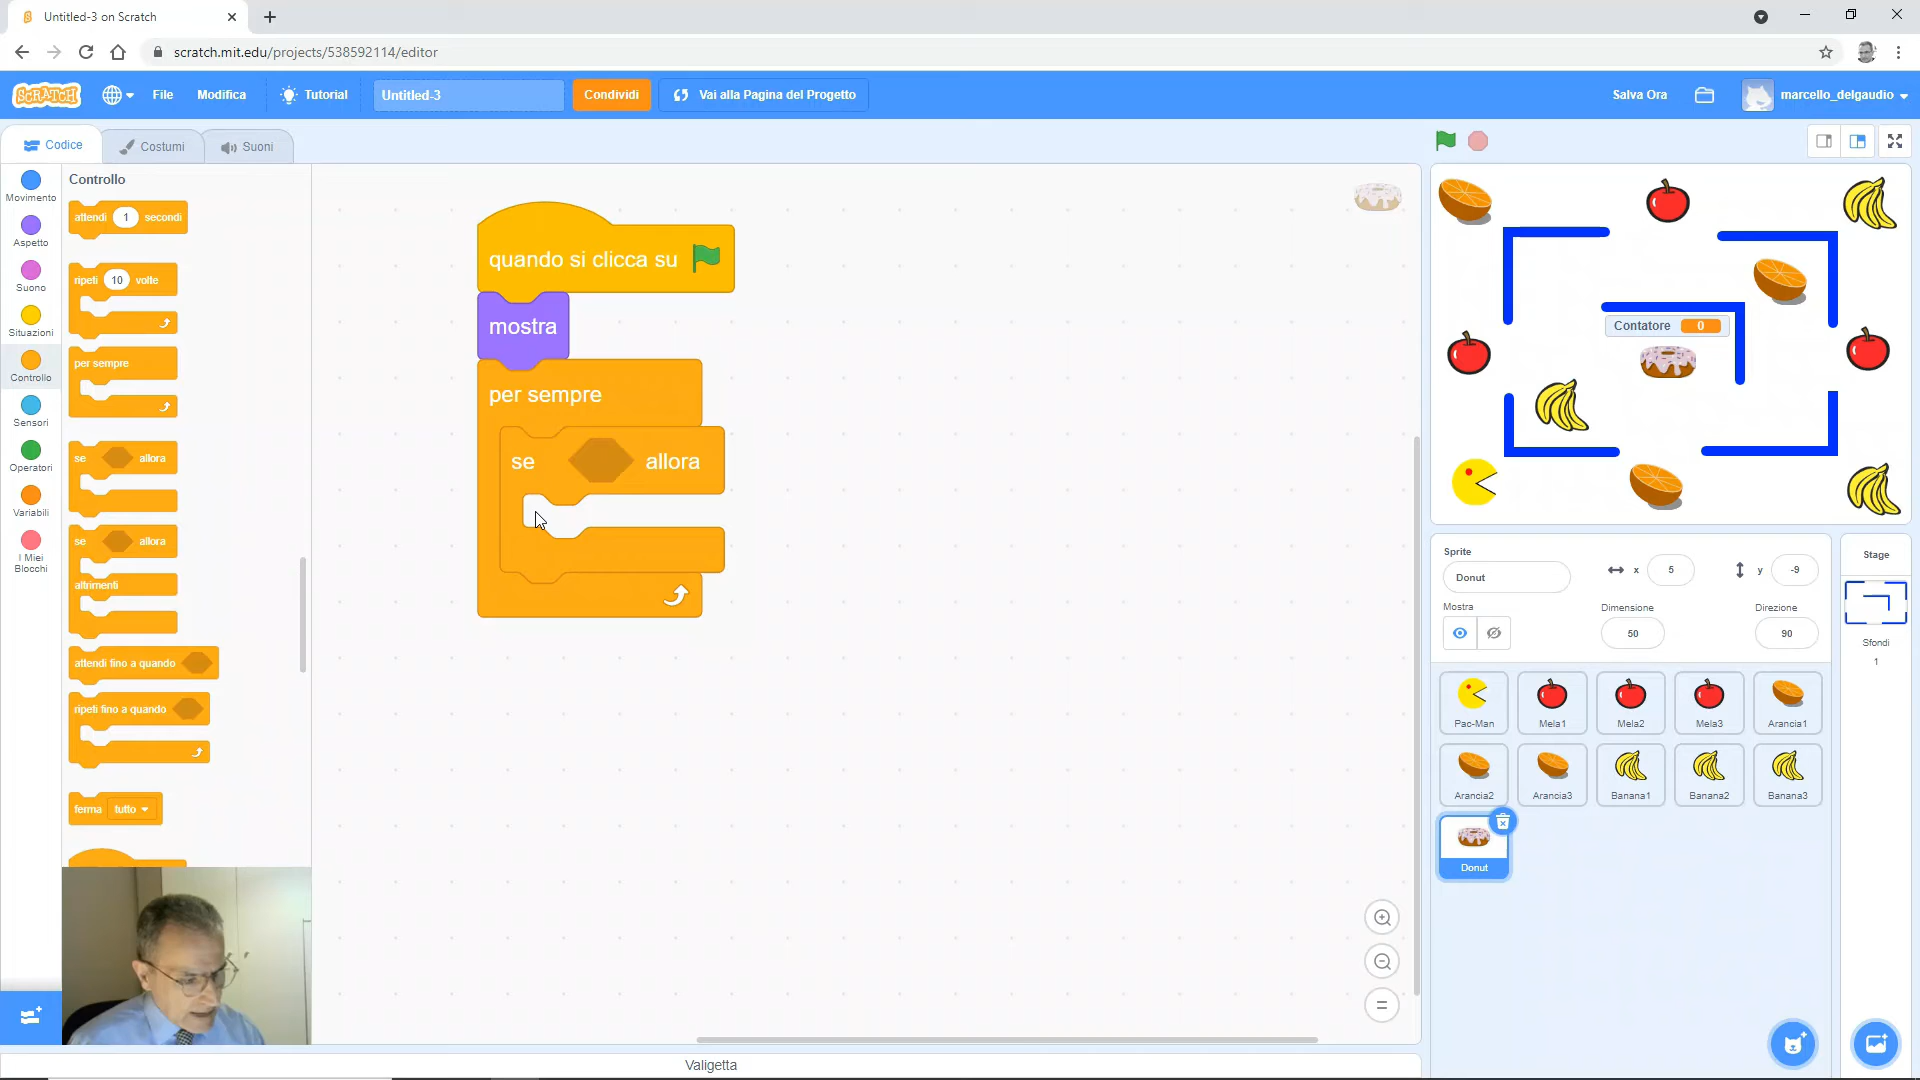 Untitled-3 on Scratch
scratch.mit.edu/projects/538592114/editor
SCRATCH
File
Modifica
Tutorial
Untitled-3
Condividi
Vai alla Pagina del Progetto
Salva Ora
marcello_delgaudio
Codice
Costumi
Suoni
Movimento
Aspetto
Suono
Situazioni
Controllo
Sensori
Operatori
Variabili
I Miei
Blocchi
Controllo
attendi 1 secondi
ripeti 10 volte
per sempre
se allora
se allora
altrimenti
attendi fino a quando
ripeti fino a quando
ferma tutto
quando si clicca su
mostra
per sempre
se allora
Contatore 0
Sprite
Donut
x 5
y -9
Mostra
Dimensione
50
Direzione
90
Stage
Sfondi
1
Pac-Man
Mela1
Mela2
Mela3
Arancia1
Arancia2
Arancia3
Banana1
Banana2
Banana3
Donut
Valigetta